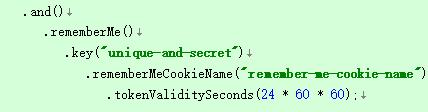 .and()↓
.rememberMe()↓
.key("unique-and-secret")↓
.rememberMeCookieName("remember-me-cookie-name")
.tokenValiditySeconds(24 * 60 * 60);↓